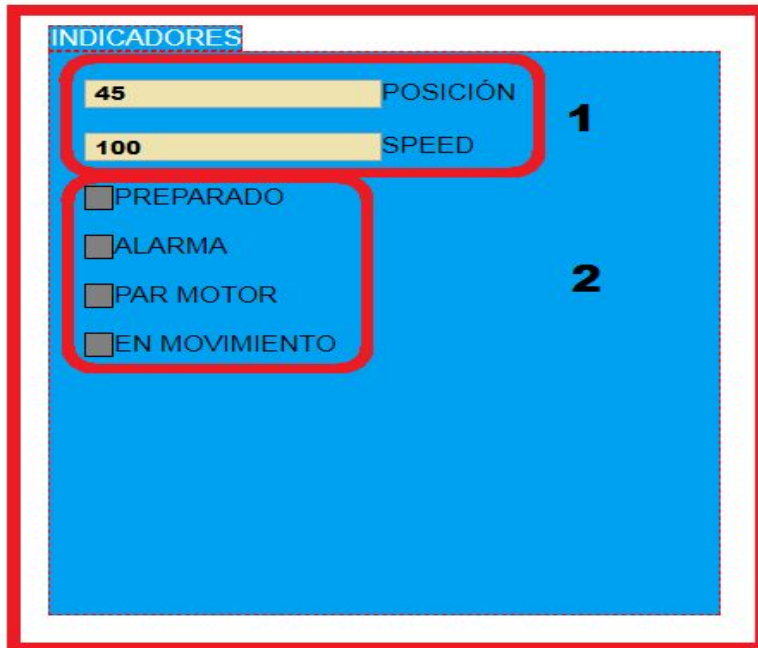 INDICADORES
45 POSICIÓN
1
100 SPEED
PREPARADO
ALARMA
2
PAR MOTOR
EN MOVIMIENTO